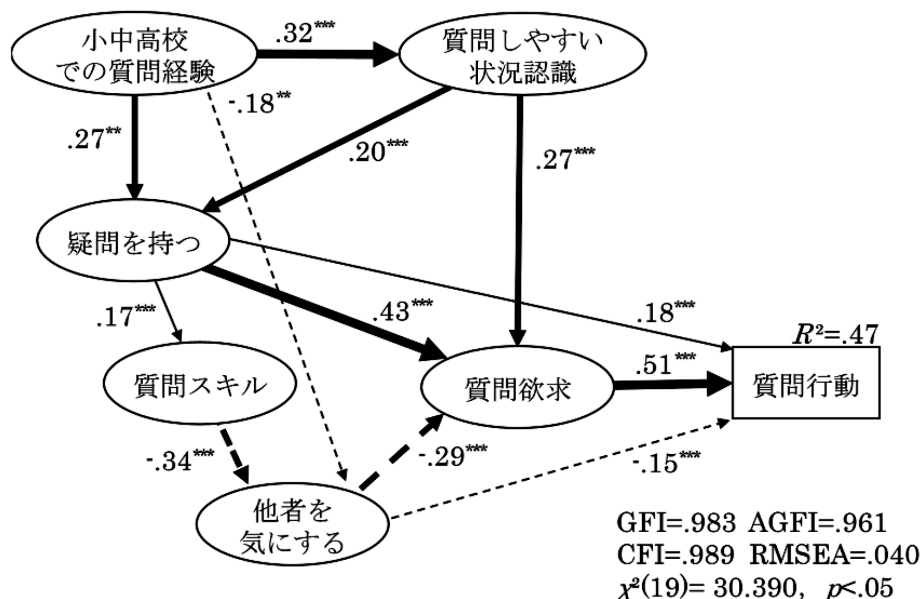 小中高校
での質問経験
.32***
質問しやすい
状況認識
-.18**
.27**
.20***
.27***
疑問を持つ
.17***
.43***
.18***
R²=.47
質問スキル
質問欲求
.51***
質問行動
-.34***
-.29***
-.15***
他者を
気にする
GFI=.983 AGFI=.961
CFI=.989 RMSEA=.040
χ²(19)= 30.390, p<.05